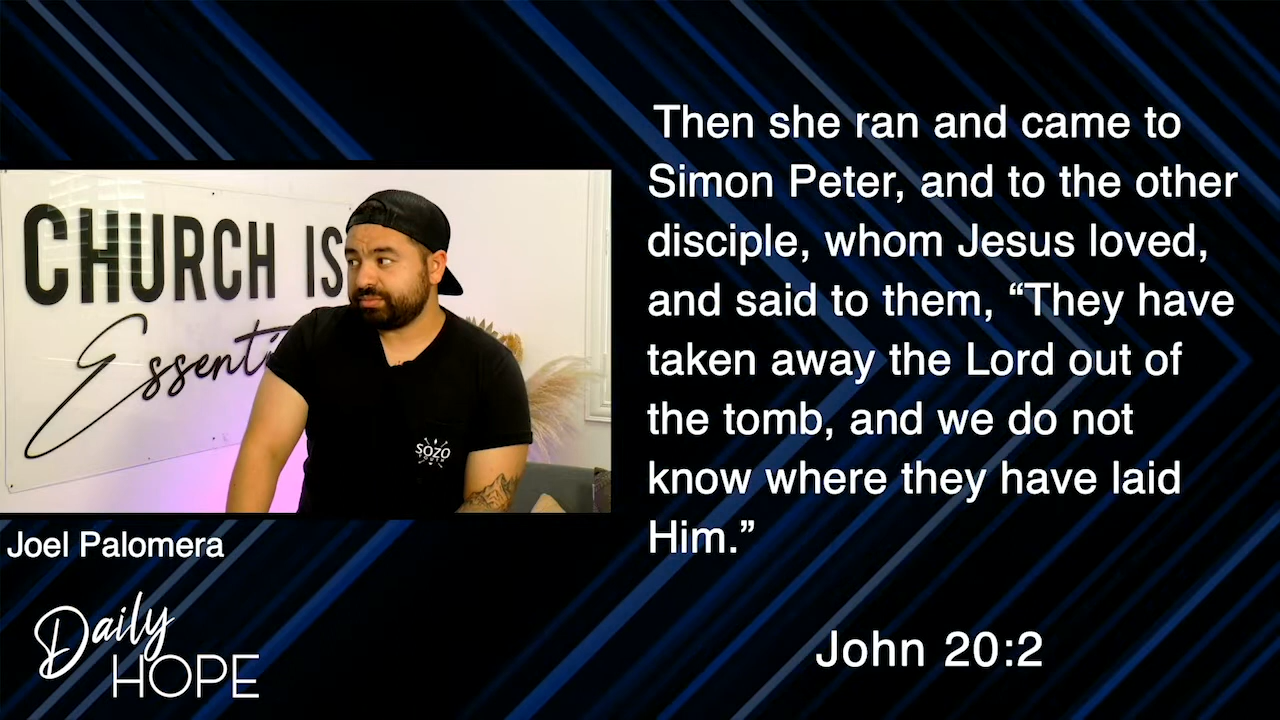 CHURCH IS
Essenti
SOZO
YOUTH
Joel Palomera
Daily
HOPE
Then she ran and came to
Simon Peter, and to the other
disciple, whom Jesus loved,
and said to them, “They have
taken away the Lord out of
the tomb, and we do not
know where they have laid
Him.”
John 20:2